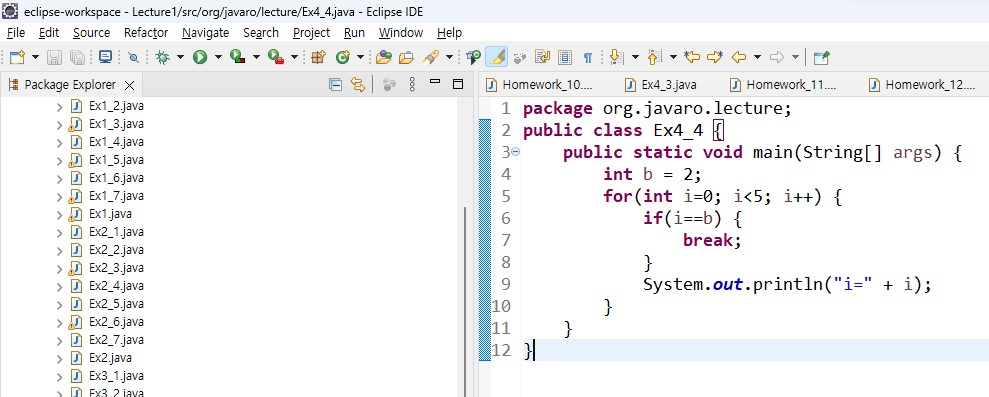 eclipse-workspace - Lecture1/src/org/javaro/lecture/Ex4_4.java - Eclipse IDE
File Edit Source Refactor Navigate Search Project Run Window Help
Package Explorer
Ex1_2.java
Ex1_3.java
Ex1_4.java
Ex1_5.java
Ex1_6.java
Ex1_7.java
Ex1.java
Ex2_1.java
Ex2_2.java
Ex2_3.java
Ex2_4.java
Ex2_5.java
Ex2_6.java
Ex2_7.java
Ex2.java
Ex3_1.java
Ex3_2.java
Homework_10.... Ex4_3.java Homework_11.... Homework_12....
1 package org.javaro.lecture;
2 public class Ex4_4 {
3 public static void main(String[] args) {
4 int b = 2;
5 for(int i=0; i<5; i++) {
6 if(i==b) {
7 break;
8 }
9 System.out.println("i=" + i);
10 }
11 }
12 }